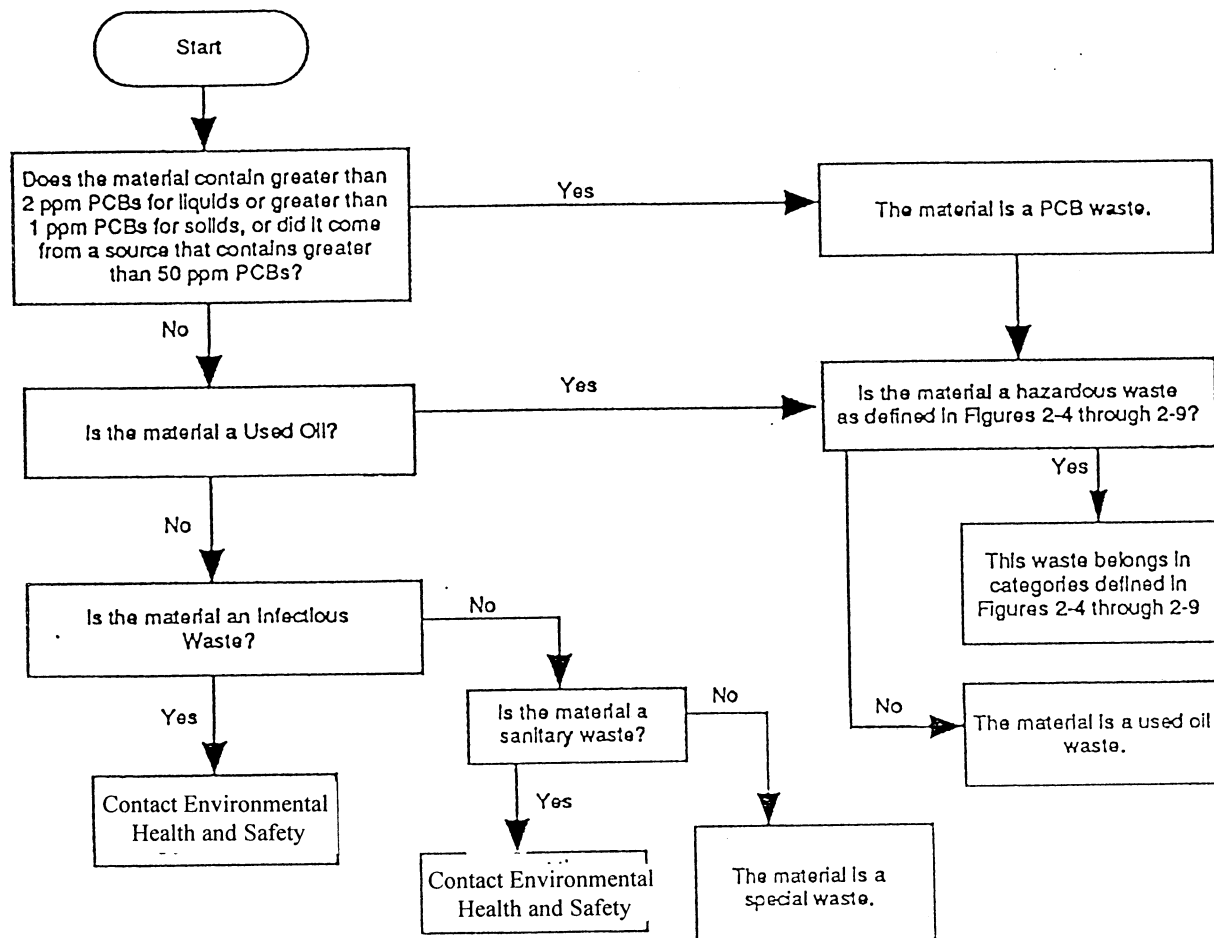 Start
Does the material contain greater than
2 ppm PCBs for liquids or greater than
1 ppm PCBs for solids, or did it come
from a source that contains greater
than 50 ppm PCBs?
Yes
The material is a PCB waste.
No
Is the material a Used Oil?
Yes
Is the material a hazardous waste
as defined in Figures 2-4 through 2-9?
Yes
No
This waste belongs in
categories defined in
Figures 2-4 through 2-9
Is the material an Infectious
Waste?
No
Yes
Is the material a
sanitary waste?
No
No
The material is a used oil
waste.
Contact Environmental
Health and Safety
Yes
Contact Environmental
Health and Safety
The material is a
special waste.